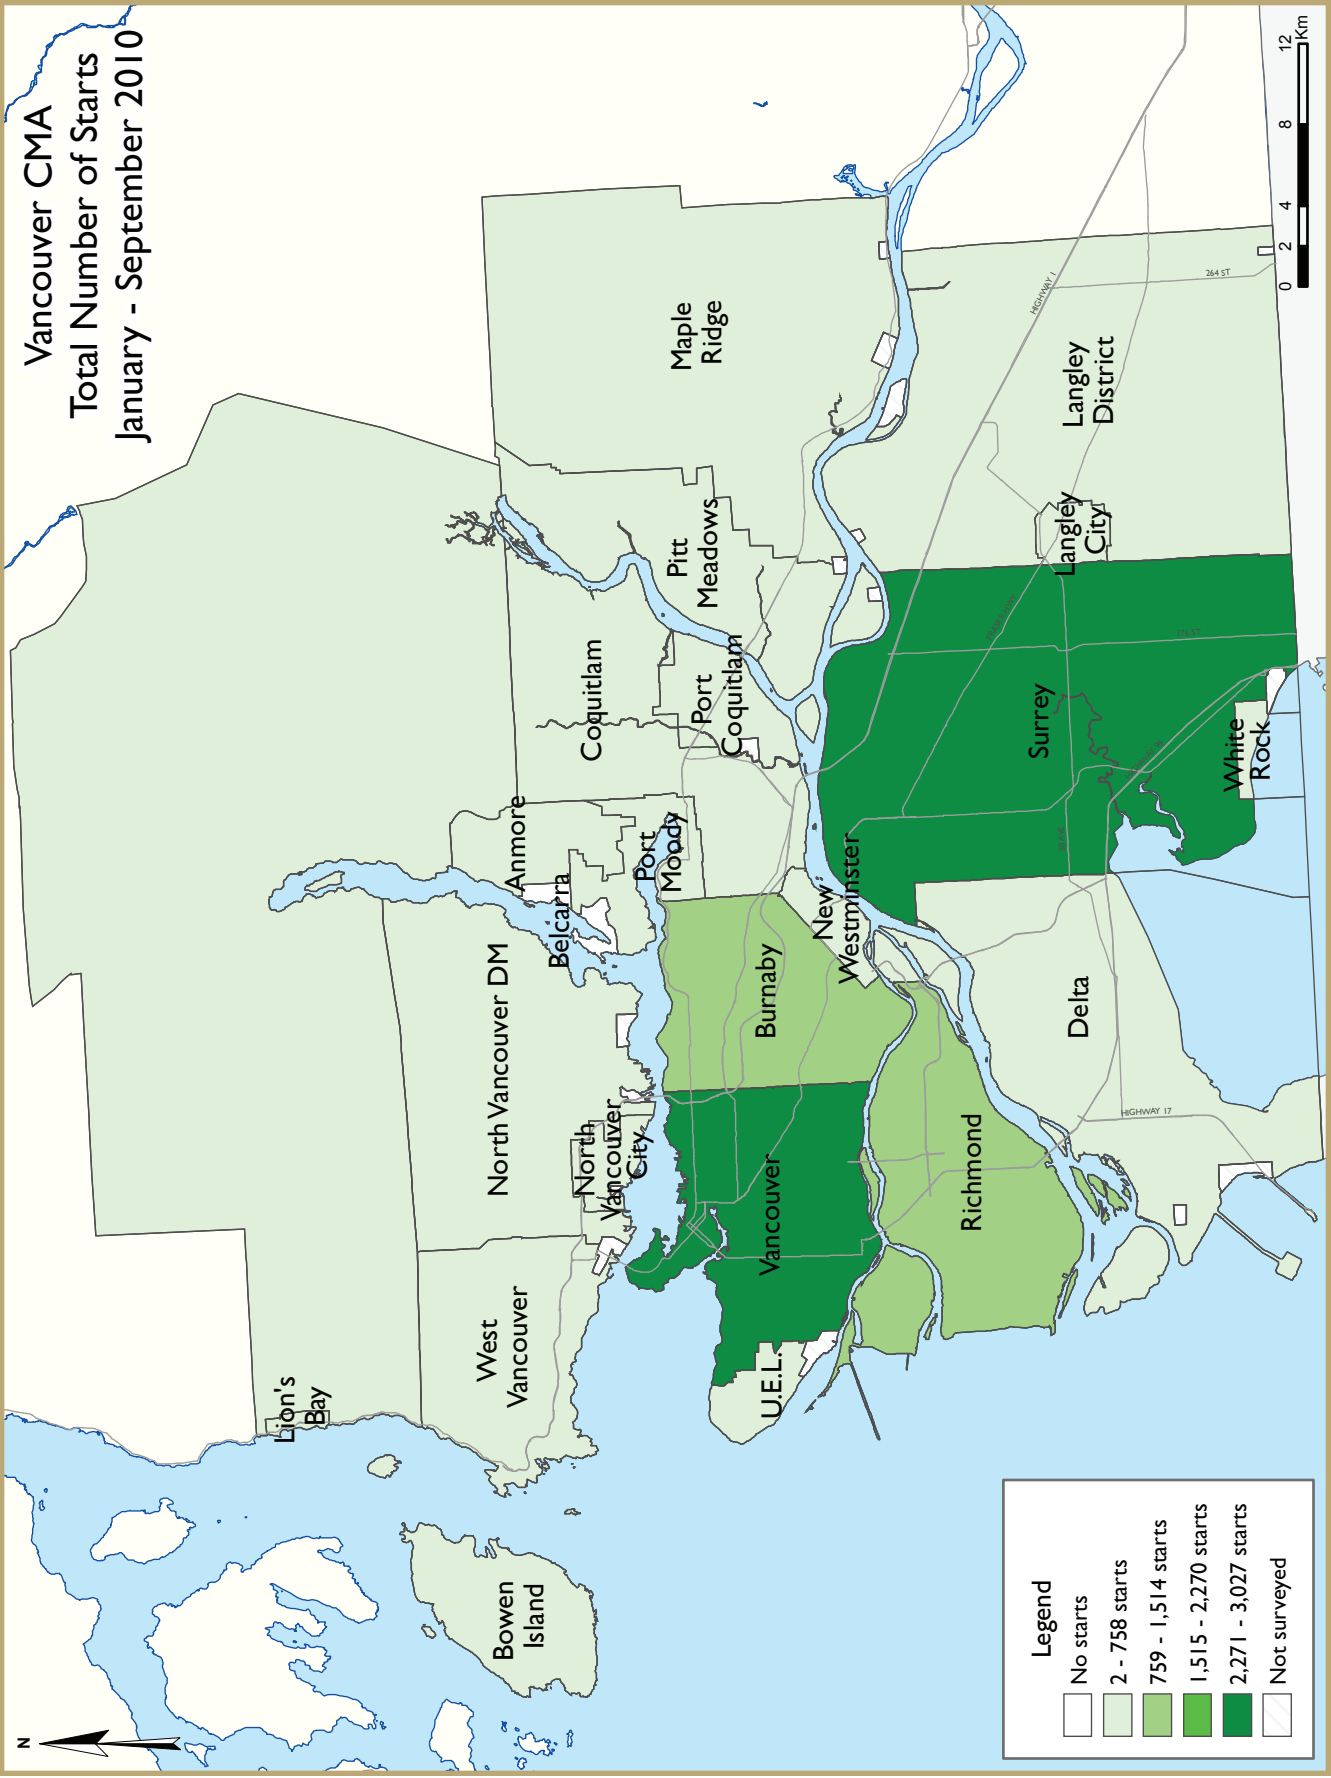 Vancouver CMA
Total Number of Starts
January - September 2010
N
Lion's
Bay
Bowen
Island
West
Vancouver
North Vancouver DM
North
Vancouver
City
Belcarra
Anmore
Port
Moody
Coquitlam
Port
Coquitlam
Pitt
Meadows
Maple
Ridge
U.E.L.
Vancouver
Burnaby
New
Westminster
Richmond
Delta
Surrey
White
Rock
Langley
City
Langley
District
HIGHWAY 1
264 ST
176 ST
HIGHWAY 17
Legend
No starts
2 - 758 starts
759 - 1,514 starts
1,515 - 2,270 starts
2,271 - 3,027 starts
Not surveyed
0 2 4 8 12
Km